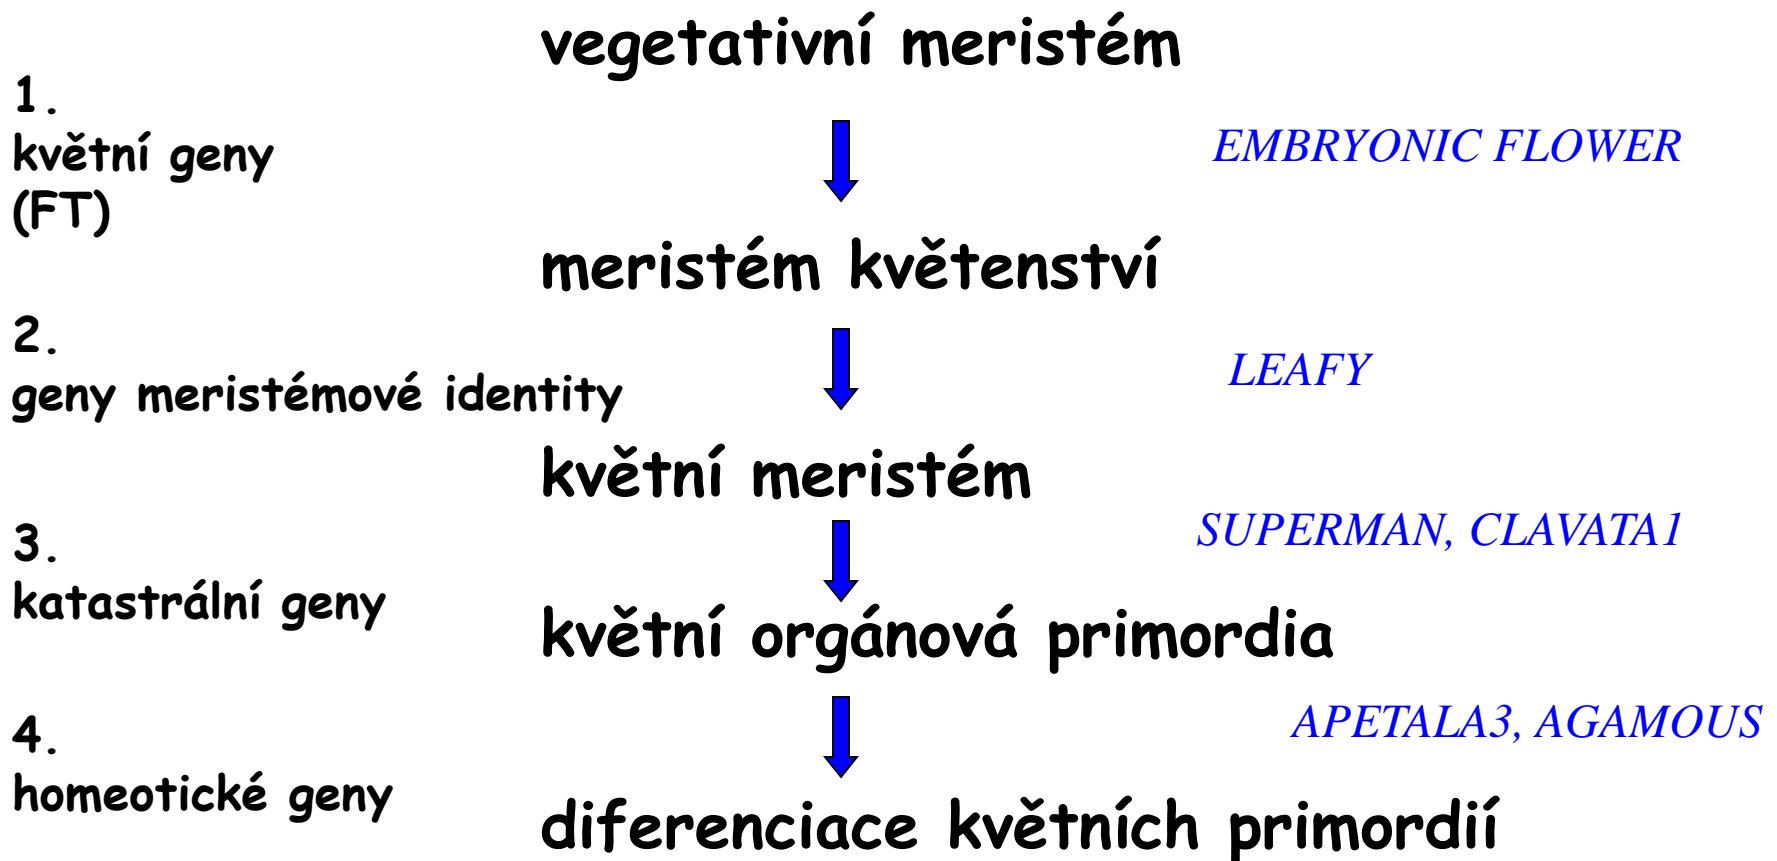 vegetativní meristém
1.
květní geny
(FT)
EMBRYONIC FLOWER
meristém květenství
2.
geny meristémové identity
LEAFY
květní meristém
3.
katastrální geny
SUPERMAN, CLAVATA1
květní orgánová primordia
4.
homeotické geny
APETALA3, AGAMOUS
diferenciace květních primordií